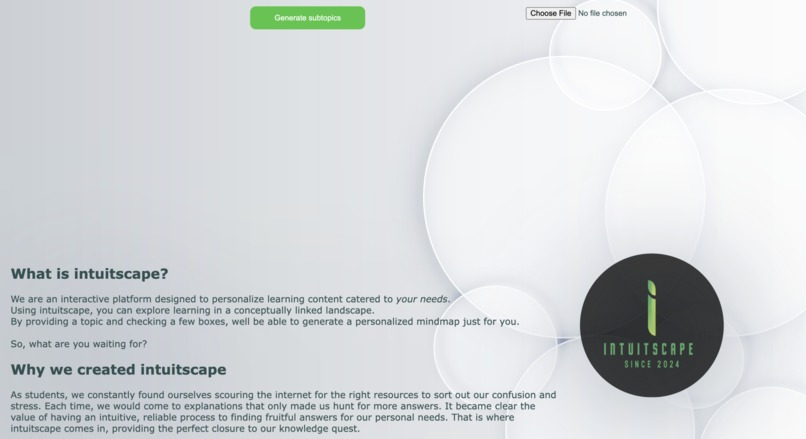 Generate subtopics
Choose File No file chosen
What is intuitscape?
We are an interactive platform designed to personalize learning content catered to your needs.
Using intuitscape, you can explore learning in a conceptually linked landscape.
By providing a topic and checking a few boxes, well be able to generate a personalized mindmap just for you.
So, what are you waiting for?
INTUITSCAPE
SINCE 2024
Why we created intuitscape
As students, we constantly found ourselves scouring the internet for the right resources to sort out our confusion and
stress. Each time, we would come to explanations that only made us hunt for more answers. It became clear the
value of having an intuitive, reliable process to finding fruitful answers for our personal needs. That is where
intuitscape comes in, providing the perfect closure to our knowledge quest.